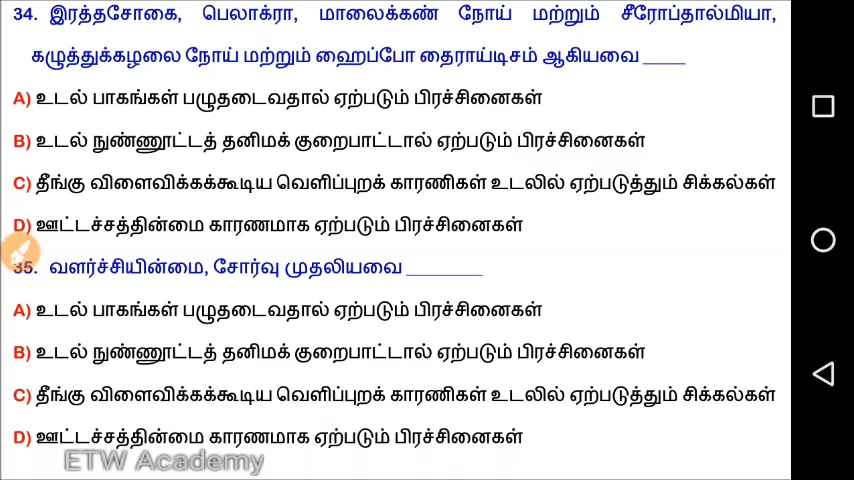 34. இரத்தசோகை, பெலாக்ரா, மாலைக்கண் நோய் மற்றும் சீரோப்தால்மியா,
கழுத்துக்கழலை நோய் மற்றும் ஹைப்போ தைராய்டிசம் ஆகியவை _____
A) உடல் பாகங்கள் பழுதடைவதால் ஏற்படும் பிரச்சினைகள்
B) உடல் நுண்ணூட்டத் தனிமக் குறைபாட்டால் ஏற்படும் பிரச்சினைகள்
C) தீங்கு விளைவிக்கக்கூடிய வெளிப்புறக் காரணிகள் உடலில் ஏற்படுத்தும் சிக்கல்கள்
D) ஊட்டச்சத்தின்மை காரணமாக ஏற்படும் பிரச்சினைகள்
35. வளர்ச்சியின்மை, சோர்வு முதலியவை _________
A) உடல் பாகங்கள் பழுதடைவதால் ஏற்படும் பிரச்சினைகள்
B) உடல் நுண்ணூட்டத் தனிமக் குறைபாட்டால் ஏற்படும் பிரச்சினைகள்
C) தீங்கு விளைவிக்கக்கூடிய வெளிப்புறக் காரணிகள் உடலில் ஏற்படுத்தும் சிக்கல்கள்
D) ஊட்டச்சத்தின்மை காரணமாக ஏற்படும் பிரச்சினைகள்
ETW Academy